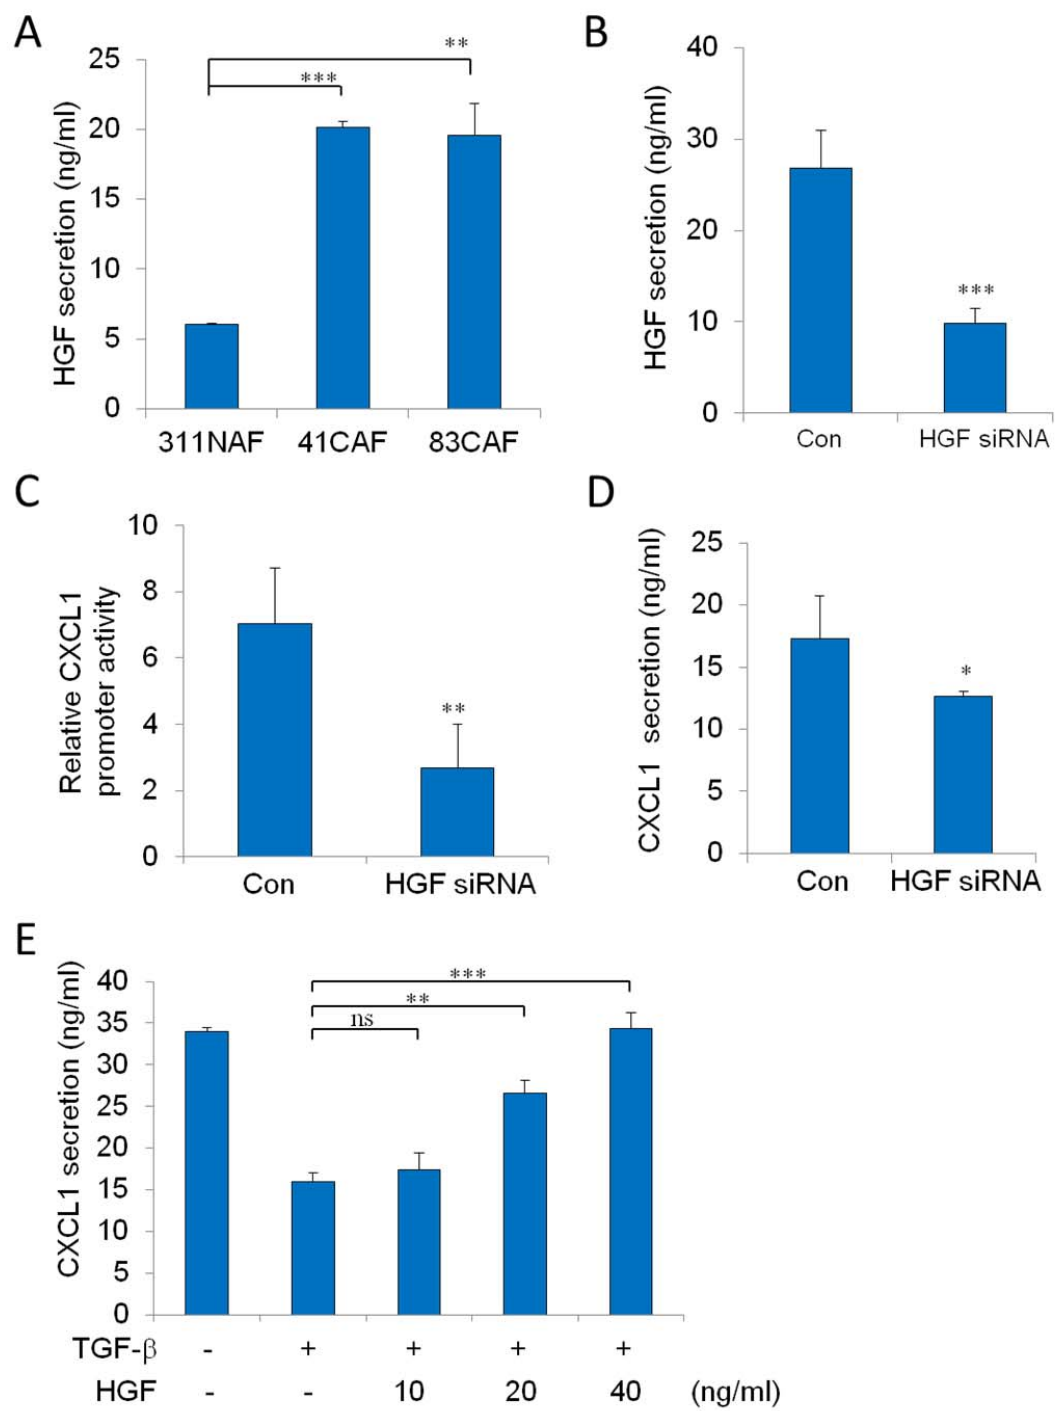 A
HGF secretion (ng/ml)
25
20
15
10
5
0
***
**
311NAF 41CAF 83CAF
B
HGF secretion (ng/ml)
40
30
20
10
0
***
Con HGF siRNA
C
Relative CXCL1
promoter activity
10
8
6
4
2
0
**
Con HGF siRNA
D
CXCL1 secretion (ng/ml)
25
20
15
10
5
0
*
Con HGF siRNA
E
CXCL1 secretion (ng/ml)
40
35
30
25
20
15
10
5
0
***
**
ns
TGF-β - + + + +
HGF - - 10 20 40 (ng/ml)